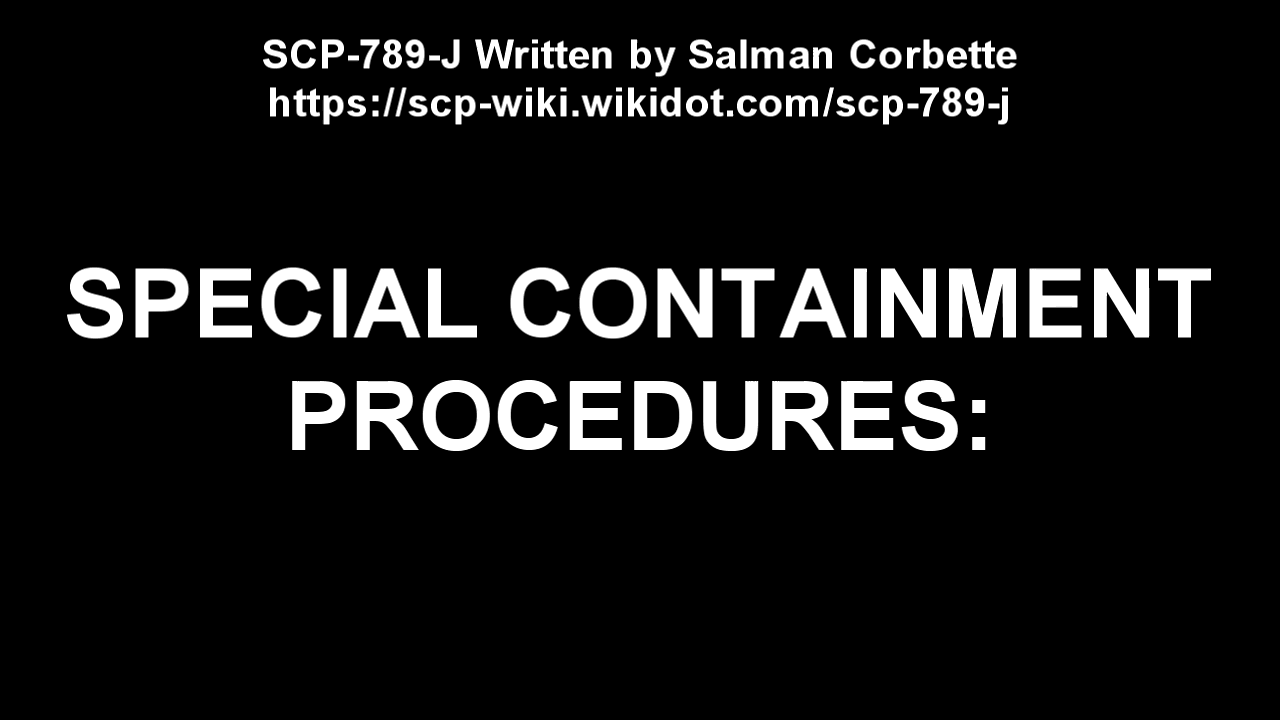 SCP-789-J Written by Salman Corbette
https://scp-wiki.wikidot.com/scp-789-j
SPECIAL CONTAINMENT
PROCEDURES: